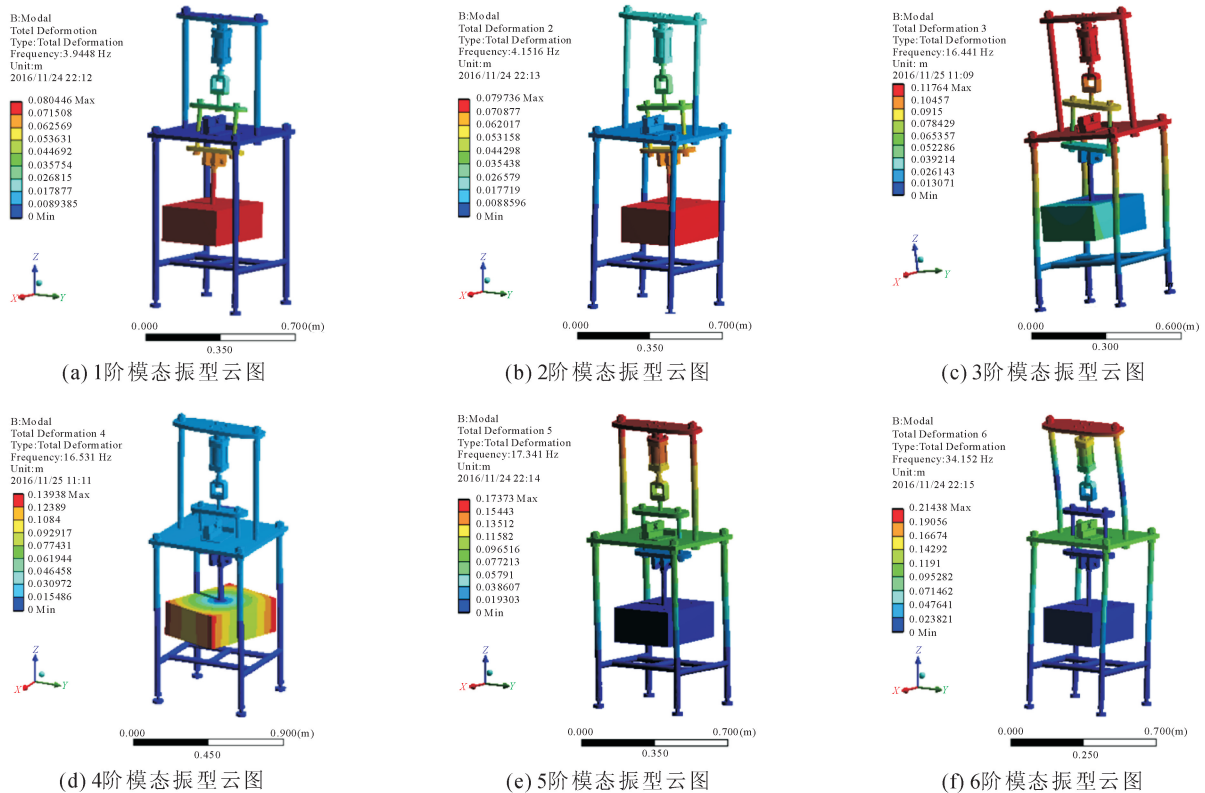 B:Modal
Totel Deformotion
Type:Total Deformation
Frequency:3.9448 Hz
Unit:m
2016/11/24 22:12
0.080446 Max
0.071508
0.062569
0.053631
0.044692
0.035754
0.026815
0.017877
0.0089385
0 Min
Z
X
Y
0.000
0.700(m)
0.350
(a) 1阶模态振型云图
B:Modal
Total Deformation 2
Type:Total Deformation
Frequency:4.1516 Hz
Unit:m
2016/11/24 22:13
0.079736 Max
0.070877
0.062017
0.053158
0.044298
0.035438
0.026579
0.017719
0.0088596
0 Min
Z
X
Y
0.000
0.700(m)
0.350
(b) 2阶模态振型云图
B:Modal
Total Deformation 3
Type:Total Deformation
Frequency:16.441 Hz
Unit: m
2016/11/25 11:09
0.11764 Max
0.10457
0.0915
0.078429
0.065357
0.052286
0.039214
0.026143
0.013071
0 Min
Z
X
Y
0.000
0.600(m)
0.300
(c) 3阶模态振型云图
B:Modal
Total Deformation 4
Type:Total Deformatior
Frequency:16.531 Hz
Unit:m
2016/11/25 11:11
0.13938 Max
0.12389
0.1084
0.092917
0.077431
0.061944
0.046458
0.030972
0.015486
0 Min
Z
X
Y
0.000
0.900(m)
0.450
(d) 4阶模态振型云图
B:Modal
Total Deformation 5
Type:Total Deformation
Frequency:17.341 Hz
Unit:m
2016/11/24 22:14
0.17373 Max
0.15443
0.13512
0.11582
0.096516
0.077213
0.05791
0.038607
0.019303
0 Min
Z
X
Y
0.000
0.700(m)
0.350
(e) 5阶模态振型云图
B:Modal
Total Deformation 6
Type:Total Deformation
Frequency:34.152 Hz
Unit:m
2016/11/24 22:15
0.21438 Max
0.19056
0.16674
0.14292
0.1191
0.095282
0.071462
0.047641
0.023821
0 Min
Z
X
Y
0.000
0.700(m)
0.250
(f) 6阶模态振型云图